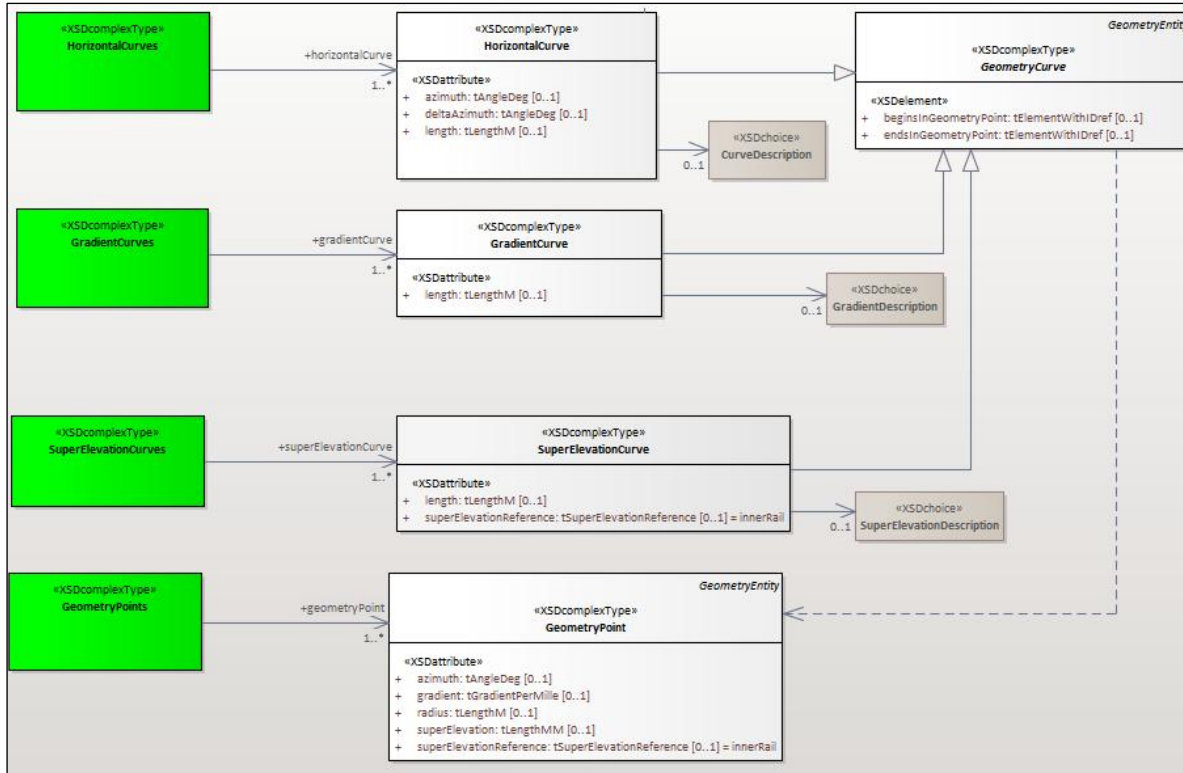 «XSDcomplexType»
HorizontalCurves
+horizontalCurve
1..*
«XSDcomplexType»
HorizontalCurve
«XSDattribute»
+ azimuth: tAngleDeg [0..1]
+ deltaAzimuth: tAngleDeg [0..1]
+ length: tLengthM [0..1]
0..1
«XSDchoice»
CurveDescription
GeometryEntity
«XSDcomplexType»
GeometryCurve
«XSDelement»
+ beginsInGeometryPoint: tElementWithIDref [0..1]
+ endsInGeometryPoint: tElementWithIDref [0..1]
«XSDcomplexType»
GradientCurves
+gradientCurve
1..*
«XSDcomplexType»
GradientCurve
«XSDattribute»
+ length: tLengthM [0..1]
0..1
«XSDchoice»
GradientDescription
«XSDcomplexType»
SuperElevationCurves
+superElevationCurve
1..*
«XSDcomplexType»
SuperElevationCurve
«XSDattribute»
+ length: tLengthM [0..1]
+ superElevationReference: tSuperElevationReference [0..1] = innerRail
0..1
«XSDchoice»
SuperElevationDescription
«XSDcomplexType»
GeometryPoints
+geometryPoint
1..*
GeometryEntity
«XSDcomplexType»
GeometryPoint
«XSDattribute»
+ azimuth: tAngleDeg [0..1]
+ gradient: tGradientPerMille [0..1]
+ radius: tLengthM [0..1]
+ superElevation: tLengthMM [0..1]
+ superElevationReference: tSuperElevationReference [0..1] = innerRail